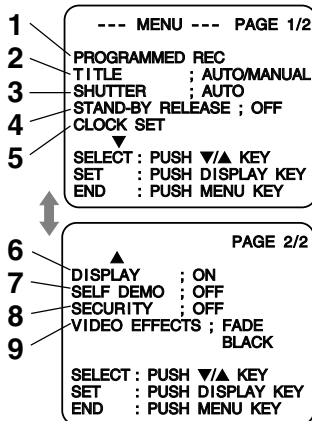 --- MENU --- PAGE 1/2
1 PROGRAMMED REC
2 TITLE ; AUTO/MANUAL
3 SHUTTER ; AUTO
4 STAND-BY RELEASE ; OFF
5 CLOCK SET
▼
SELECT : PUSH ▼/▲ KEY
SET : PUSH DISPLAY KEY
END : PUSH MENU KEY
PAGE 2/2
▲
6 DISPLAY ; ON
7 SELF DEMO ; OFF
8 SECURITY ; OFF
9 VIDEO EFFECTS ; FADE
BLACK
SELECT : PUSH ▼/▲ KEY
SET : PUSH DISPLAY KEY
END : PUSH MENU KEY